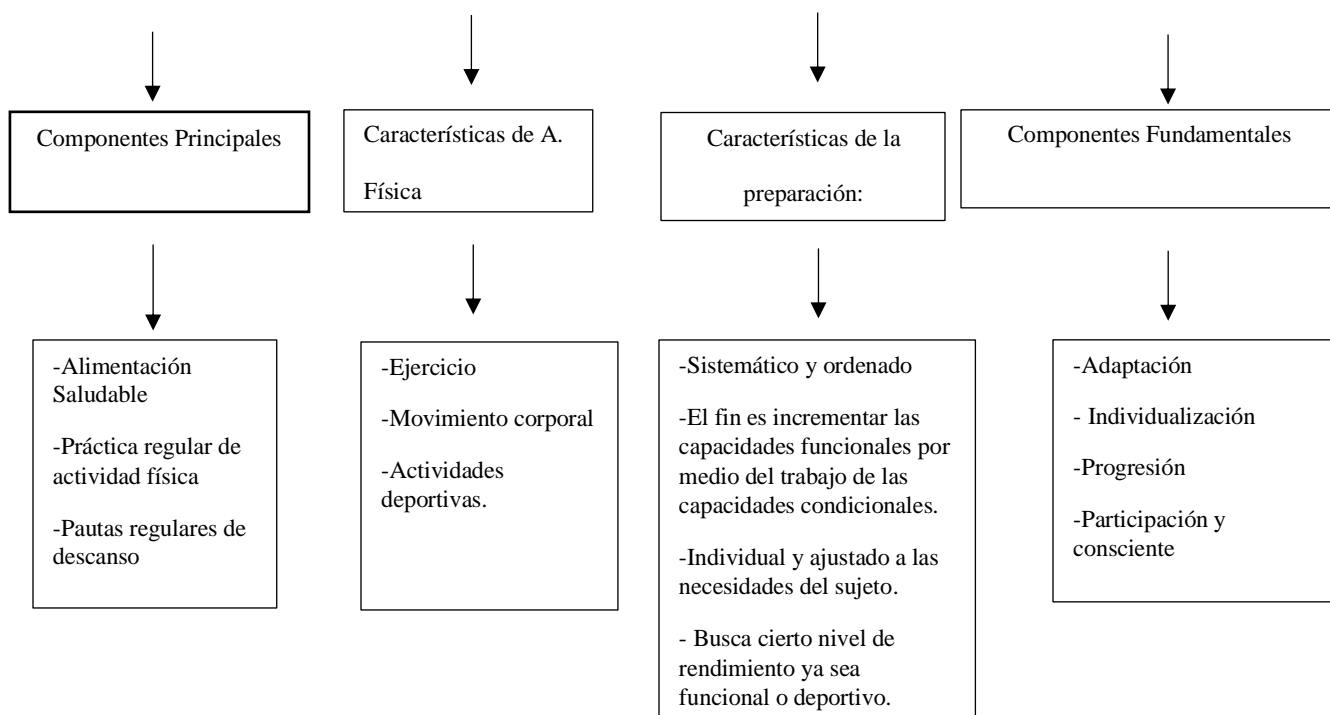 Componentes Principales
Características de A.
Física
Características de la
preparación:
Componentes Fundamentales
-Alimentación
Saludable
-Práctica regular de
actividad física
-Pautas regulares de
descanso
-Ejercicio
-Movimiento corporal
-Actividades
deportivas.
-Sistemático y ordenado
-El fin es incrementar las
capacidades funcionales por
medio del trabajo de las
capacidades condicionales.
-Individual y ajustado a las
necesidades del sujeto.
- Busca cierto nivel de
rendimiento ya sea
funcional o deportivo.
-Adaptación
- Individualización
-Progresión
-Participación y
consciente